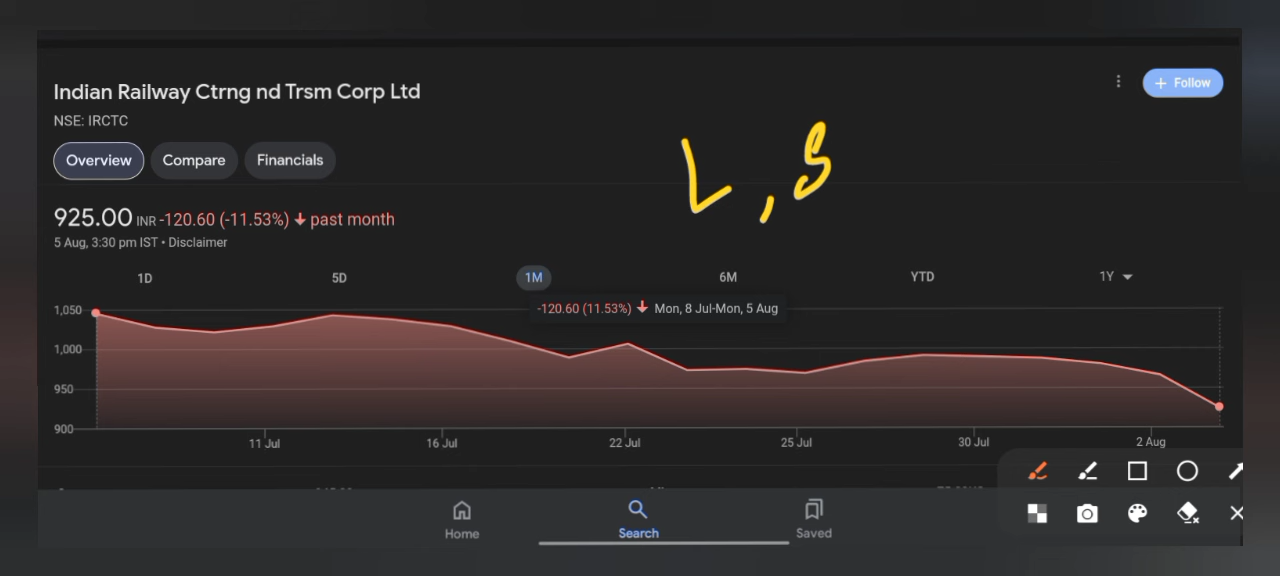 Indian Railway Ctrng nd Trsm Corp Ltd
+ Follow
NSE: IRCTC
Overview Compare Financials
L , S
925.00 INR -120.60 (-11.53%) ↓ past month
5 Aug, 3:30 pm IST • Disclaimer
1D 5D 1M 6M YTD 1Y
-120.60 (11.53%) ↓ Mon, 8 Jul-Mon, 5 Aug
1,050
1,000
950
900
11 Jul 16 Jul 22 Jul 25 Jul 30 Jul 2 Aug
Home Search Saved